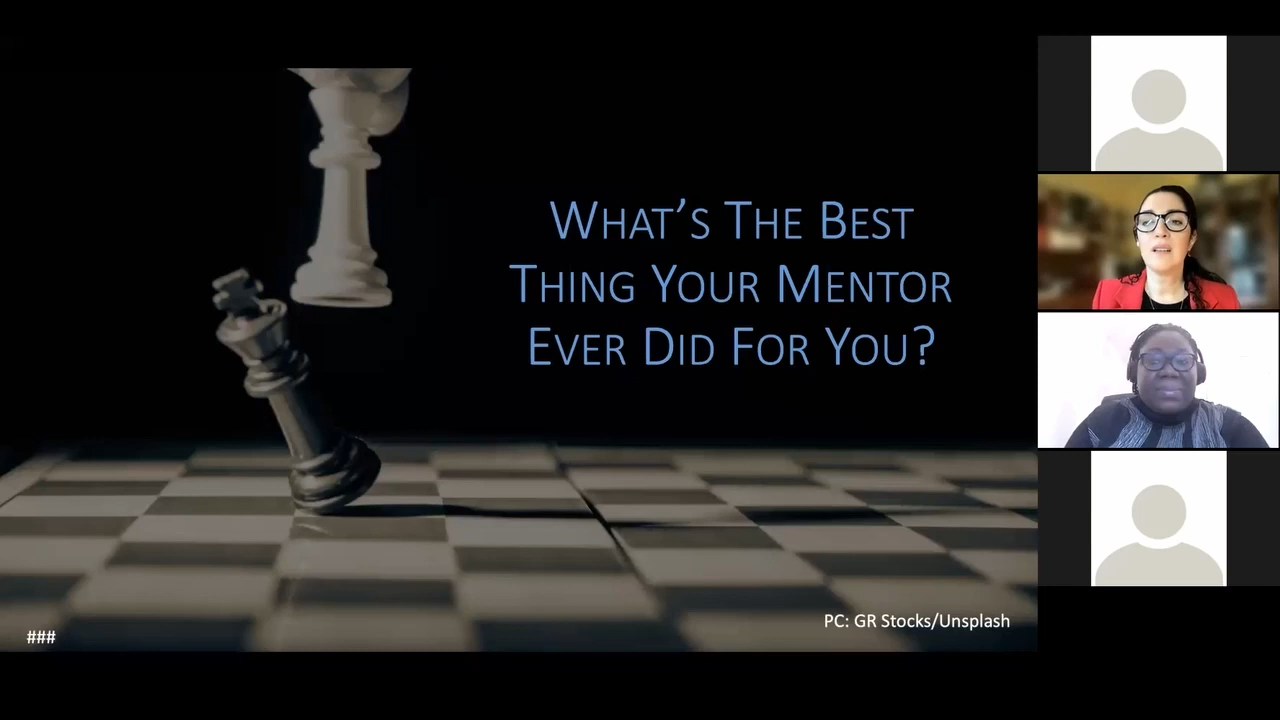 What's The Best
Thing Your Mentor
Ever Did For You?
PC: GR Stocks/Unsplash
###